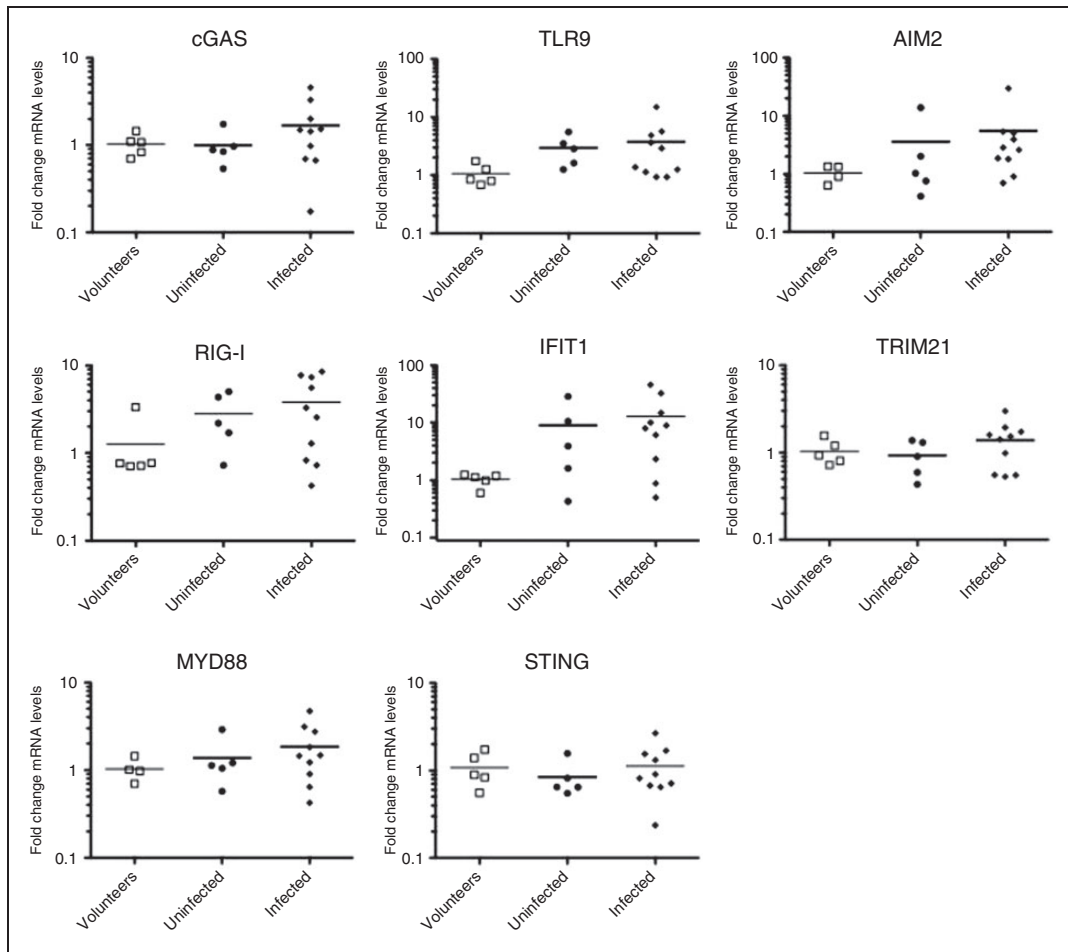 cGAS
TLR9
AIM2
Fold change mRNA levels
10
1
0.1
Volunteers
Uninfected
Infected
Fold change mRNA levels
100
10
1
0.1
Volunteers
Uninfected
Infected
Fold change mRNA levels
100
10
1
0.1
Volunteers
Uninfected
Infected
RIG-I
IFIT1
TRIM21
Fold change mRNA levels
10
1
0.1
Volunteers
Uninfected
Infected
Fold change mRNA levels
100
10
1
0.1
Volunteers
Uninfected
Infected
Fold change mRNA levels
10
1
0.1
Volunteers
Uninfected
Infected
MYD88
STING
Fold change mRNA levels
10
1
0.1
Volunteers
Uninfected
Infected
Fold change mRNA levels
10
1
0.1
Volunteers
Uninfected
Infected